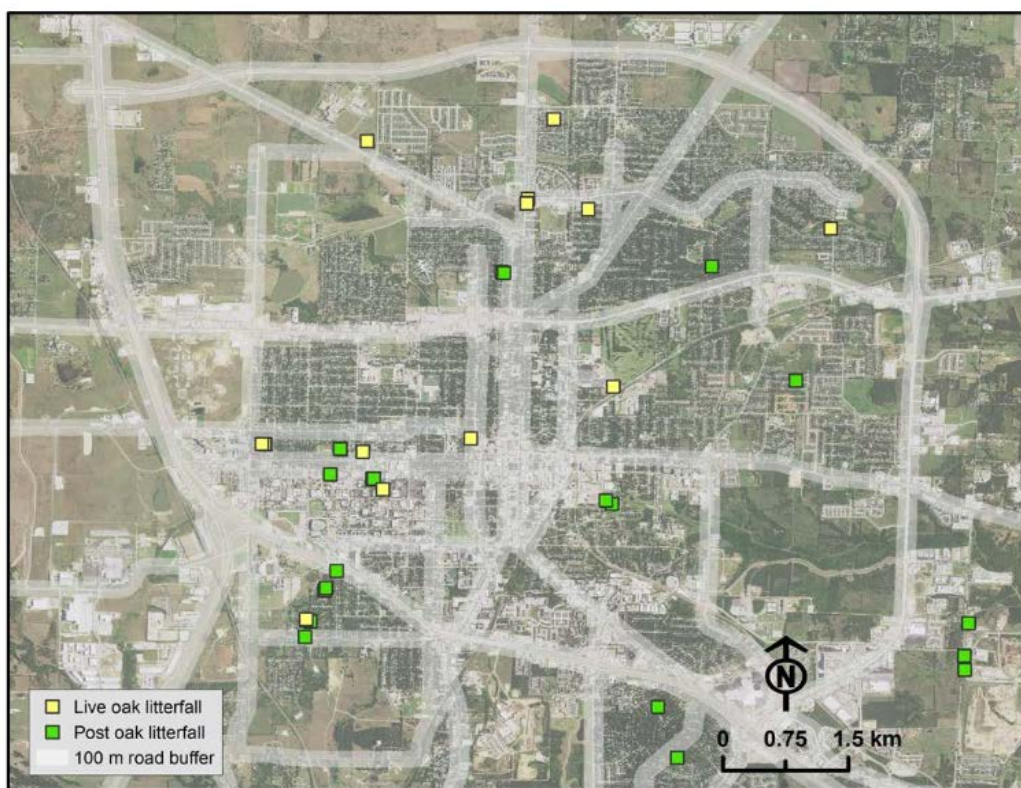 N
0 0.75 1.5 km
Live oak litterfall
Post oak litterfall
100 m road buffer